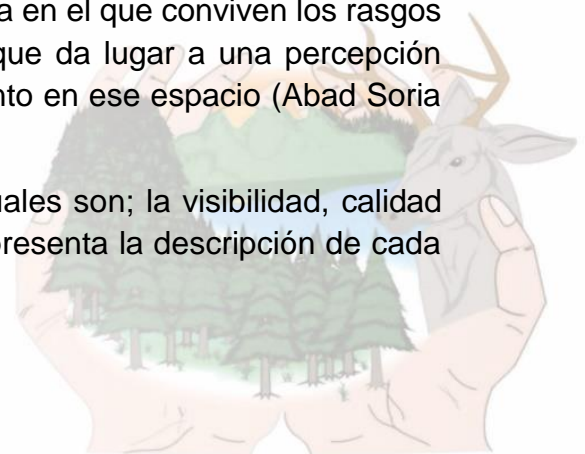 a en el que conviven los rasgos
que da lugar a una percepción
nto en ese espacio (Abad Soria
uales son; la visibilidad, calidad
presenta la descripción de cada